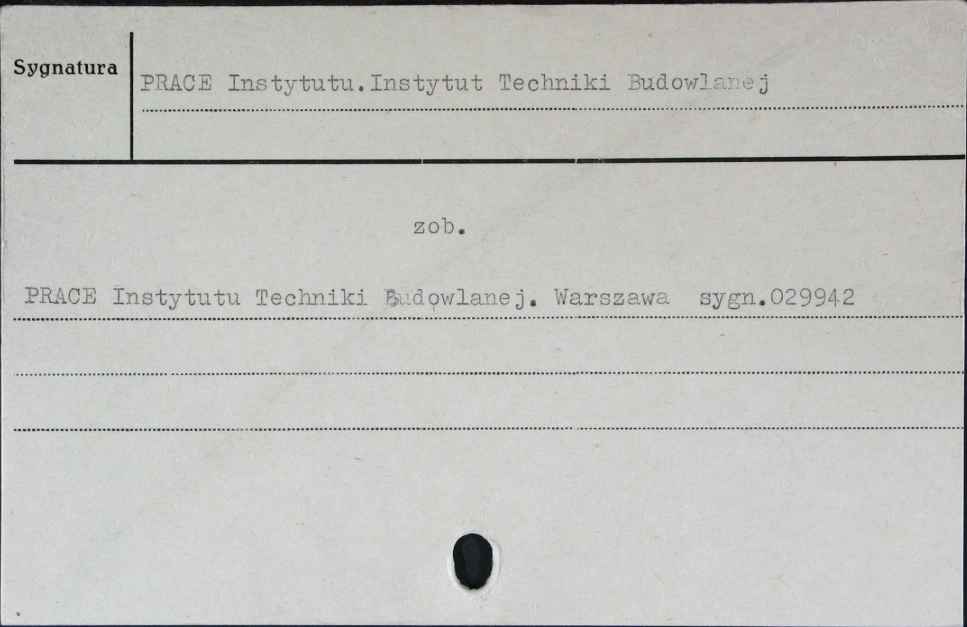 Sygnatura
PRACE Instytutu.Instytut Techniki Budowlanej
zob.
PRACE Instytutu Techniki Budowlanej. Warszawa sygn.029942